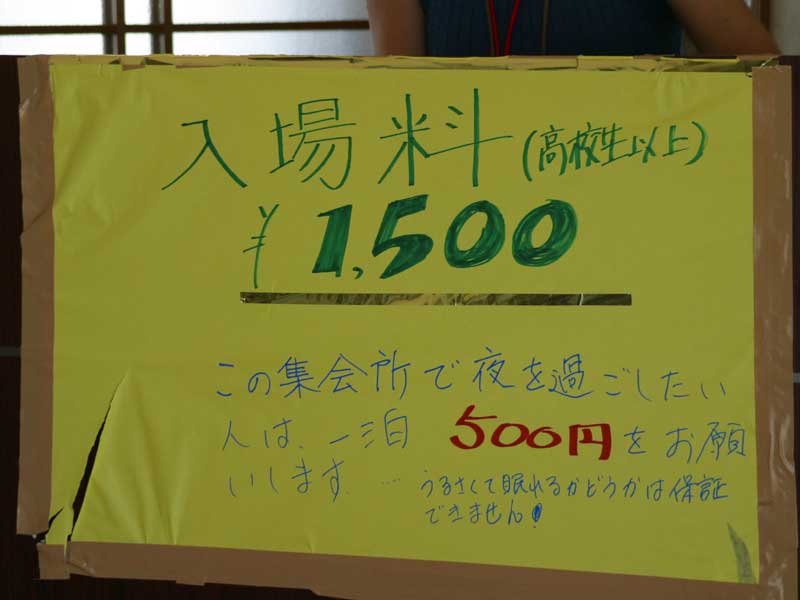 入場料(高校生以上)
¥1,500
この集会所で夜を過ごしたい
人は、一泊 500円をお願
いします。…うるさくて眠れるかどうかは保証
できません!